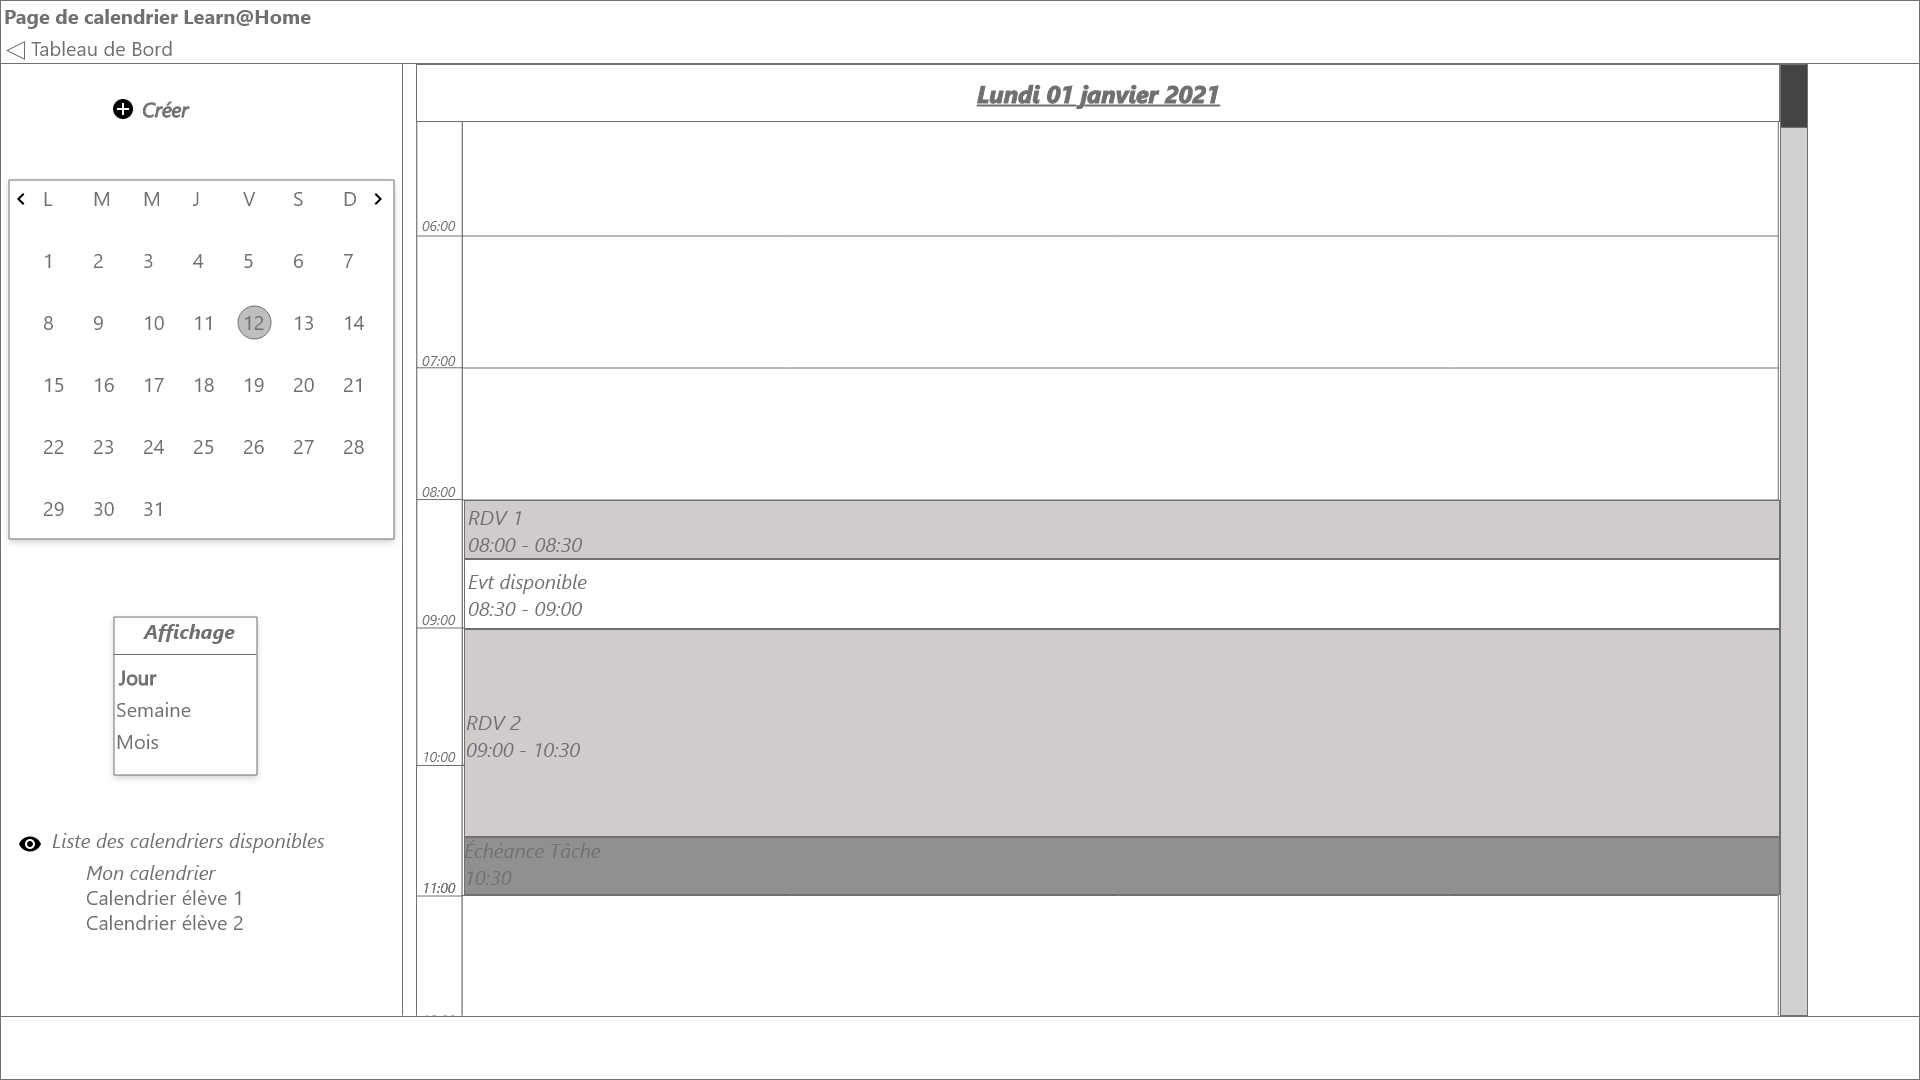 Page de calendrier Learn@Home
Tableau de Bord
Créer
L M M J V S D
1 2 3 4 5 6 7
8 9 10 11 12 13 14
15 16 17 18 19 20 21
22 23 24 25 26 27 28
29 30 31
Affichage
Jour
Semaine
Mois
Liste des calendriers disponibles
Mon calendrier
Calendrier élève 1
Calendrier élève 2
Lundi 01 janvier 2021
06:00
07:00
08:00
RDV 1
08:00 - 08:30
Evt disponible
08:30 - 09:00
09:00
RDV 2
09:00 - 10:30
10:00
Échéance Tâche
10:30
11:00